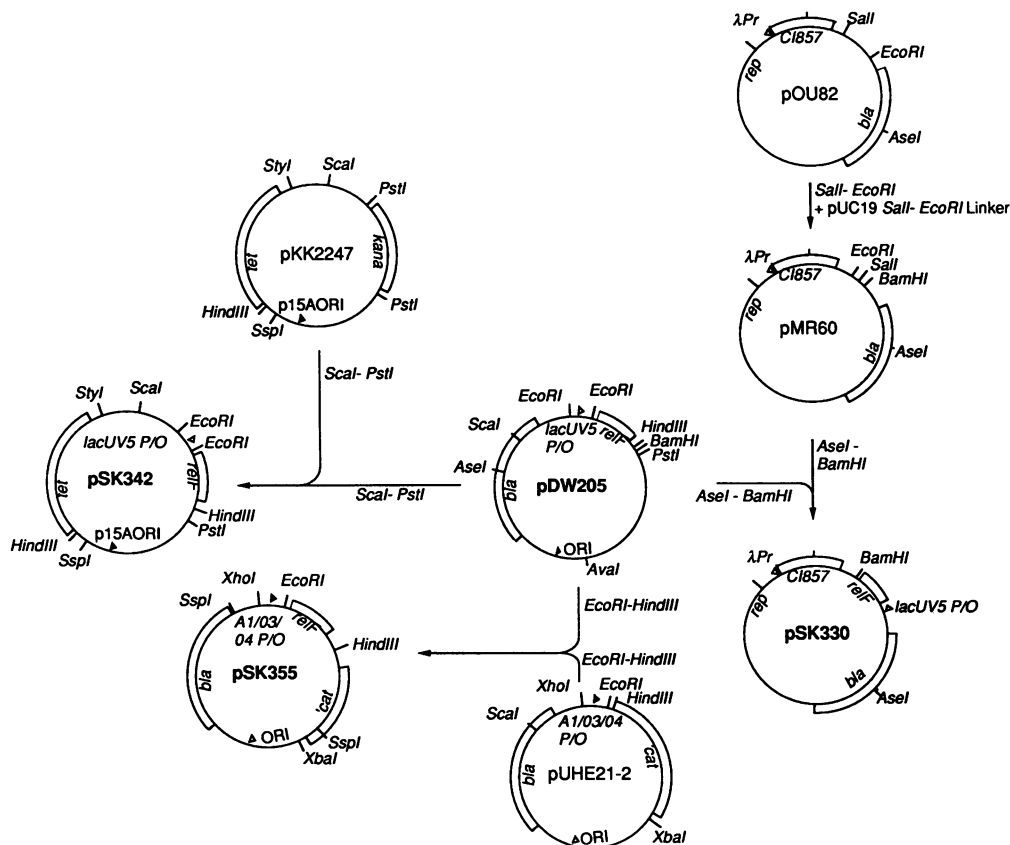 λPr
CI857
SalI
EcoRI
rep
pOU82
bla
AseI
SalI- EcoRI
+ pUC19 SalI- EcoRI Linker
λPr
CI857
EcoRI
SalI
BamHI
rep
pMR60
bla
AseI
AseI -
BamHI
StyI
ScaI
PstI
tet
pKK2247
kana
p15AORI
HindIII
SspI
PstI
ScaI- PstI
StyI
ScaI
EcoRI
EcoRI
lacUV5 P/O
relF
tet
pSK342
p15AORI
HindIII
PstI
HindIII
SspI
ScaI- PstI
EcoRI
EcoRI
ScaI
lacUV5
P/O
relF
HindIII
BamHI
PstI
AseI
bla
pDW205
ORI
AvaI
AseI - BamHI
EcoRI-HindIII
EcoRI-HindIII
λPr
CI857
BamHI
relF
lacUV5 P/O
rep
pSK330
bla
AseI
XhoI
EcoRI
SspI
A1/03/
04 P/O
relF
HindIII
bla
pSK355
'cat
ORI
SspI
XbaI
XhoI
EcoRI
HindIII
ScaI
A1/03/04
P/O
'cat
bla
pUHE21-2
ORI
XbaI